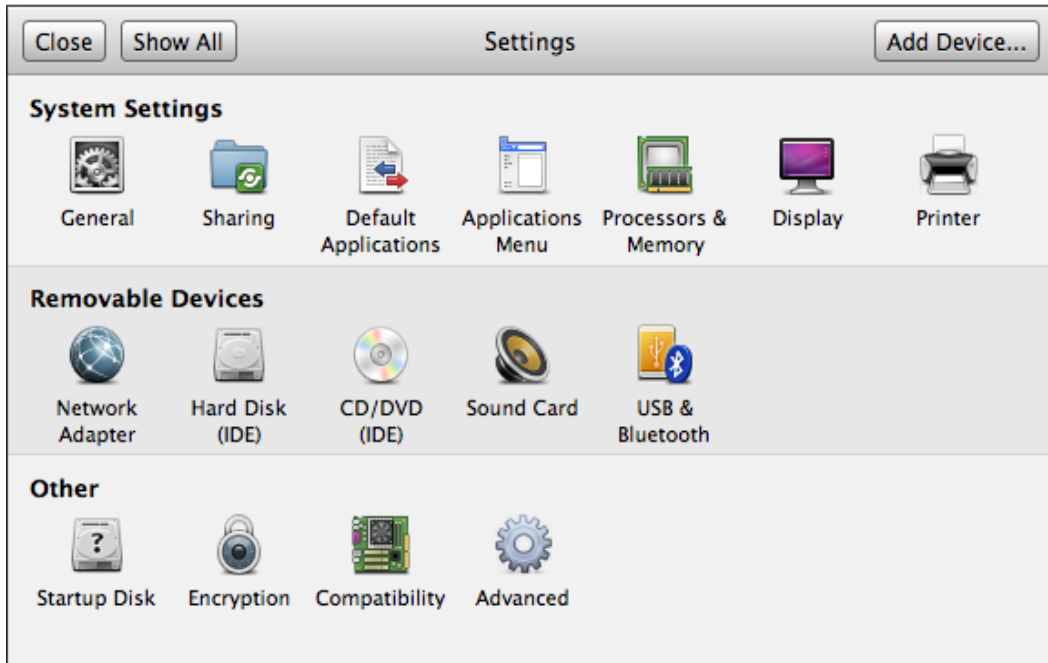 Close Show All Settings Add Device...
System Settings
General Sharing Default Applications Processors & Display Printer
Applications Menu Memory
Removable Devices
Network Hard Disk CD/DVD Sound Card USB &
Adapter (IDE) (IDE) Bluetooth
Other
?
Startup Disk Encryption Compatibility Advanced